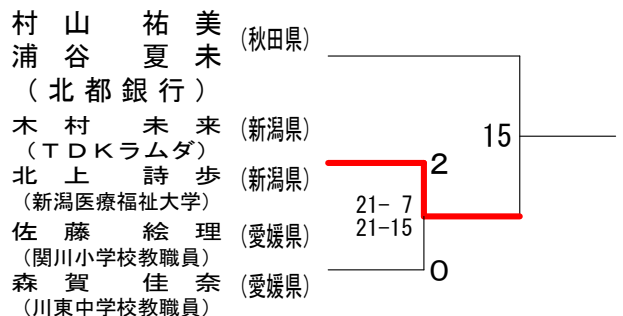 村山 祐美 (秋田県)
浦谷 夏未
(北都銀行)
木村 未来 (新潟県)
(TDKラムダ)
北上 詩歩 (新潟県)
(新潟医療福祉大学)
佐藤 絵理 (愛媛県)
(関川小学校教職員)
森賀 佳奈 (愛媛県)
(川東中学校教職員)
15
2
21- 7
21-15
0